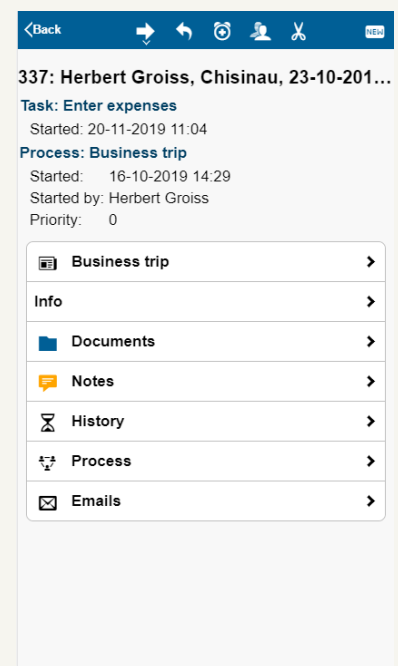 Back
NEW
337: Herbert Groiss, Chisinau, 23-10-201...
Task: Enter expenses
Started: 20-11-2019 11:04
Process: Business trip
Started: 16-10-2019 14:29
Started by: Herbert Groiss
Priority: 0
Business trip
Info
Documents
Notes
History
Process
Emails